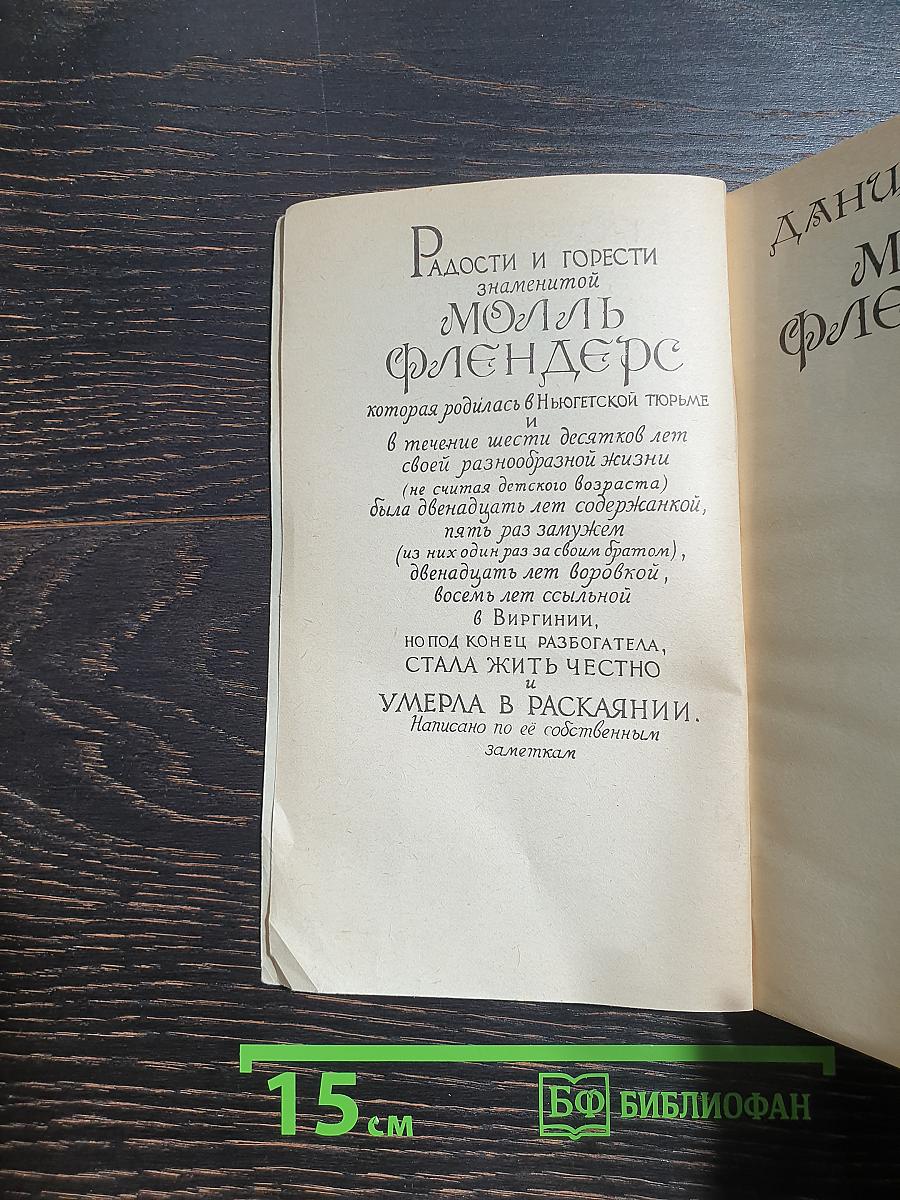 Радости и горести
знаменитой
МОЛЛЬ
ФЛЕНДЕРС
которая родилась в Ньюгетской тюрьме
и
в течение шести десятков лет
своей разнообразной жизни
(не считая детского возраста)
была двенадцать лет содержанкой,
пять раз замужем
(из них один раз за своим братом),
двенадцать лет воровкой,
восемь лет ссыльной
в Виргинии,
но под конец разбогатела,
СТАЛА ЖИТЬ ЧЕСТНО
и
УМЕРЛА В РАСКАЯНИИ.
Написано по её собственным
заметкам
15 см
БФ БИБЛИОФАН